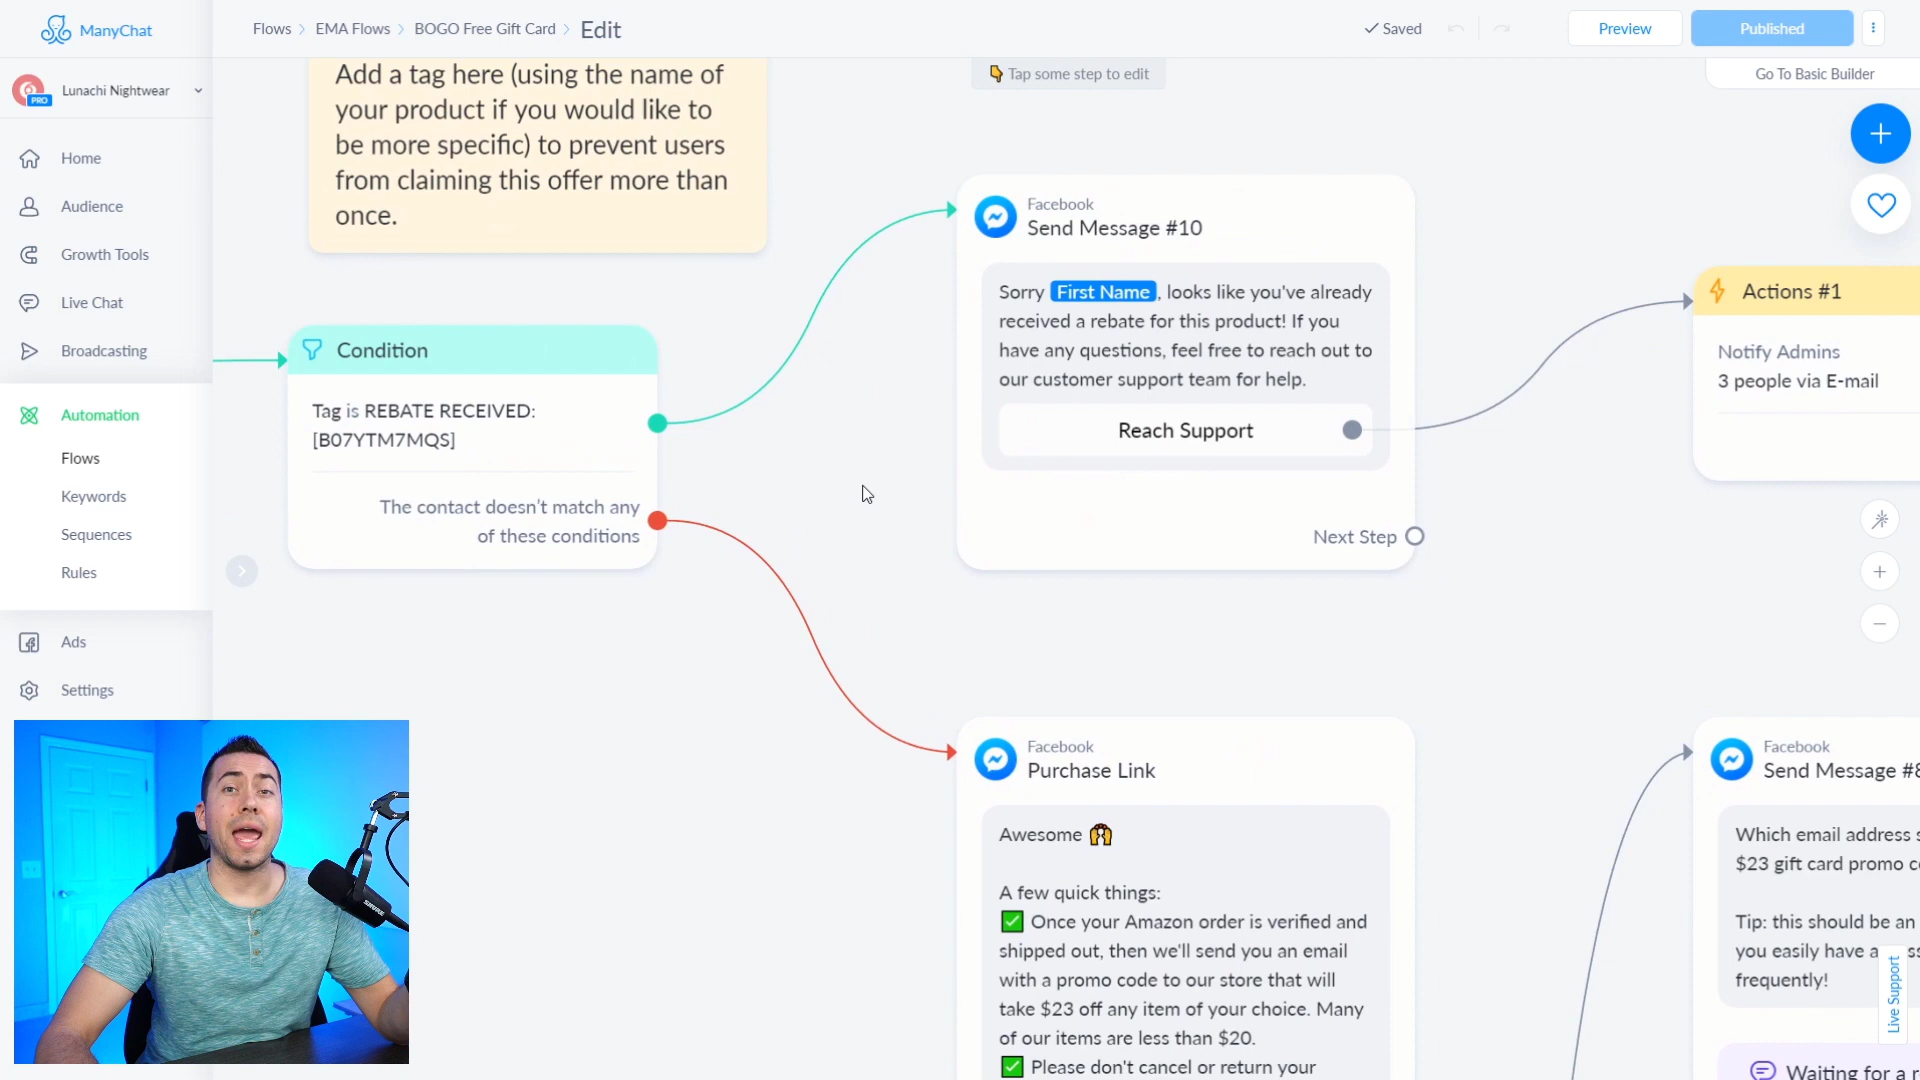 ManyChat
Flows > EMA Flows > BOGO Free Gift Card > Edit
Saved
Preview
Published
Lunachi Nightwear
PRO
Home
Audience
Growth Tools
Live Chat
Broadcasting
Automation
Flows
Keywords
Sequences
Rules
Ads
Settings
Tap some step to edit
Go To Basic Builder
Add a tag here (using the name of
your product if you would like to
be more specific) to prevent users
from claiming this offer more than
once.
Condition
Tag is REBATE RECEIVED:
[B07YTM7MQS]
The contact doesn't match any
of these conditions
Facebook
Send Message #10
Sorry First Name, looks like you've already
received a rebate for this product! If you
have any questions, feel free to reach out to
our customer support team for help.
Reach Support
Next Step
Actions #1
Notify Admins
3 people via E-mail
Facebook
Purchase Link
Awesome 🙌
A few quick things:
✅ Once your Amazon order is verified and
shipped out, then we'll send you an email
with a promo code to our store that will
take $23 off any item of your choice. Many
of our items are less than $20.
✅ Please don't cancel or return your
Facebook
Send Message #8
Which email address s
$23 gift card promo co
Tip: this should be an
you easily have a
frequently!
Waiting for a r
Live Support
SHURE